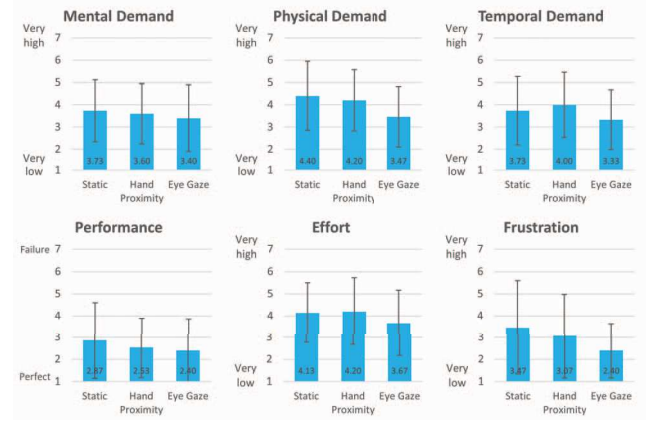 Mental Demand
Very high
7
6
5
4
3
2
Very low
1
3.73
3.60
3.40
Static
Hand Proximity
Eye Gaze
Physical Demand
Very high
7
6
5
4
3
2
Very low
1
4.40
4.20
3.47
Static
Hand Proximity
Eye Gaze
Temporal Demand
Very high
7
6
5
4
3
2
Very low
1
3.73
4.00
3.33
Static
Hand Proximity
Eye Gaze
Performance
Failure 7
6
5
4
3
2
Perfect 1
2.87
2.53
2.40
Static
Hand Proximity
Eye Gaze
Effort
Very high
7
6
5
4
3
2
Very low
1
4.13
4.20
3.67
Static
Hand Proximity
Eye Gaze
Frustration
Very high
7
6
5
4
3
2
Very low
1
3.07
2.40
Static
Hand Proximity
Eye Gaze